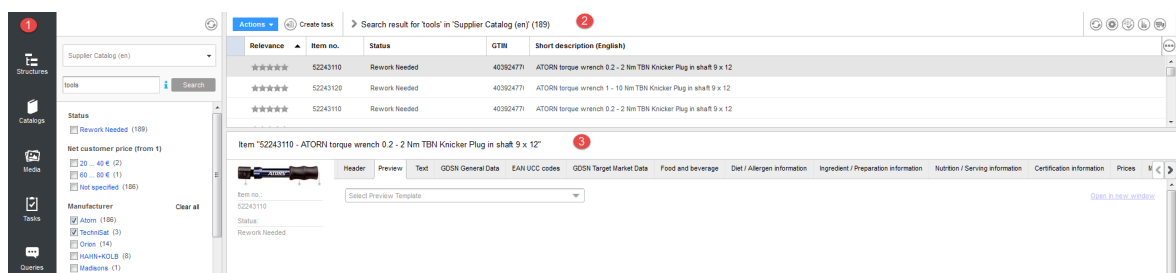 1
Structures
Catalogs
Media
Tasks
Queries
Supplier Catalog (en)
tools
i
Search
Status
Rework Needed (189)
Net customer price (from 1)
20 ... 40 € (2)
60 ... 80 € (1)
Not specified (186)
Manufacturer Clear all
Atorn (186)
TechniSat (3)
Orion (14)
HAHN+KOLB (8)
Madisons (1)
Actions Create task Search result for 'tools' in 'Supplier Catalog (en)' (189) 2
Relevance Item no. Status GTIN Short description (English)
52243110 Rework Needed 40392477 ATORN torque wrench 0.2 - 2 Nm TBN Knicker Plug in shaft 9 x 12
52243120 Rework Needed 40392477 ATORN torque wrench 1 - 10 Nm TBN Knicker Plug in shaft 9 x 12
52243110 Rework Needed 40392477 ATORN torque wrench 0.2 - 2 Nm TBN Knicker Plug in shaft 9 x 12
Item "52243110 - ATORN torque wrench 0.2 - 2 Nm TBN Knicker Plug in shaft 9 x 12" 3
ATORN
Header Preview Text GDSN General Data EAN UCC codes GDSN Target Market Data Food and beverage Diet / Allergen information Ingredient / Preparation information Nutrition / Serving information Certification information Prices
Item no.:
52243110
Status:
Rework Needed
Select Preview Template
Open in new window